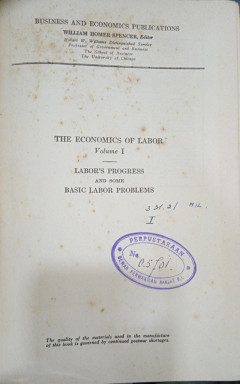 BUSINESS AND ECONOMICS PUBLICATIONS
WILLIAM HOMER SPENCER, Editor
Hobart W. Williams Distinguished Service
Professor of Government and Business
The School of Business
The University of Chicago
THE ECONOMICS OF LABOR
Volume I
LABOR'S PROGRESS
AND SOME
BASIC LABOR PROBLEMS
I
PERPUSTAKAAN
No.
The quality of the materials used in the manufacture
of this book is governed by continued postwar shortages.